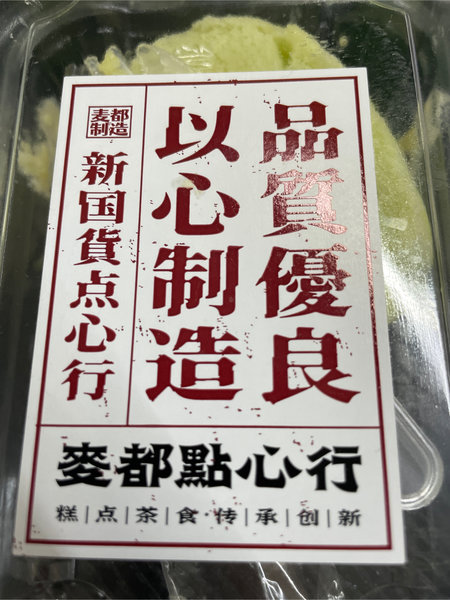 品質優良
以心制造
麦都
制造
新国貨点心行
麥都點心行
糕|点|茶|食·传|承|创|新